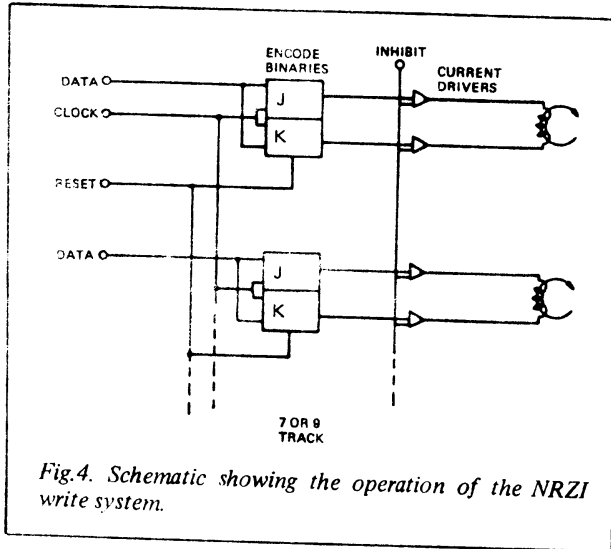 ENCODE
BINARIES
INHIBIT
CURRENT
DRIVERS
DATA
CLOCK
J
K
RESET
DATA
J
K
7 OR 9
TRACK
Fig.4. Schematic showing the operation of the NRZI
write system.